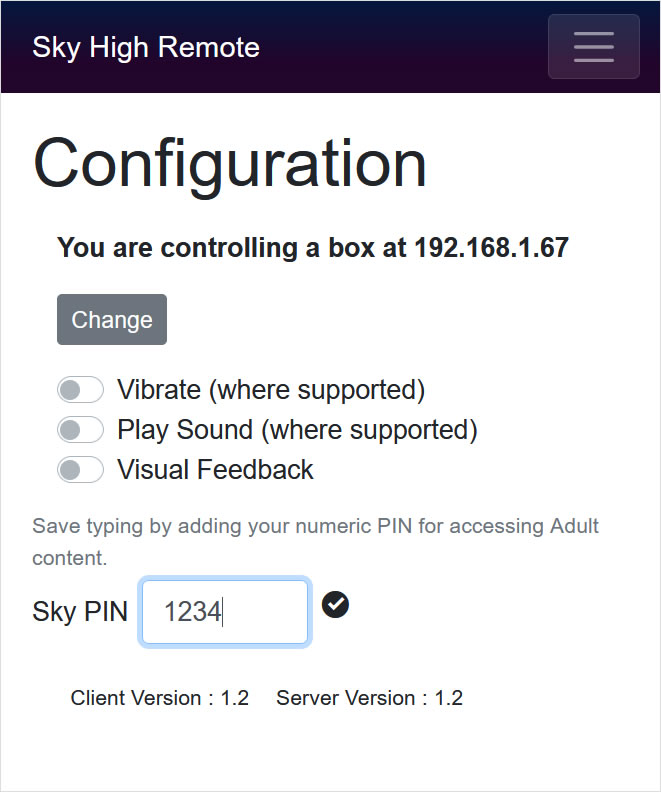 Sky High Remote
Configuration
You are controlling a box at 192.168.1.67
Change
Vibrate (where supported)
Play Sound (where supported)
Visual Feedback
Save typing by adding your numeric PIN for accessing Adult
content.
Sky PIN 1234
Client Version : 1.2 Server Version : 1.2